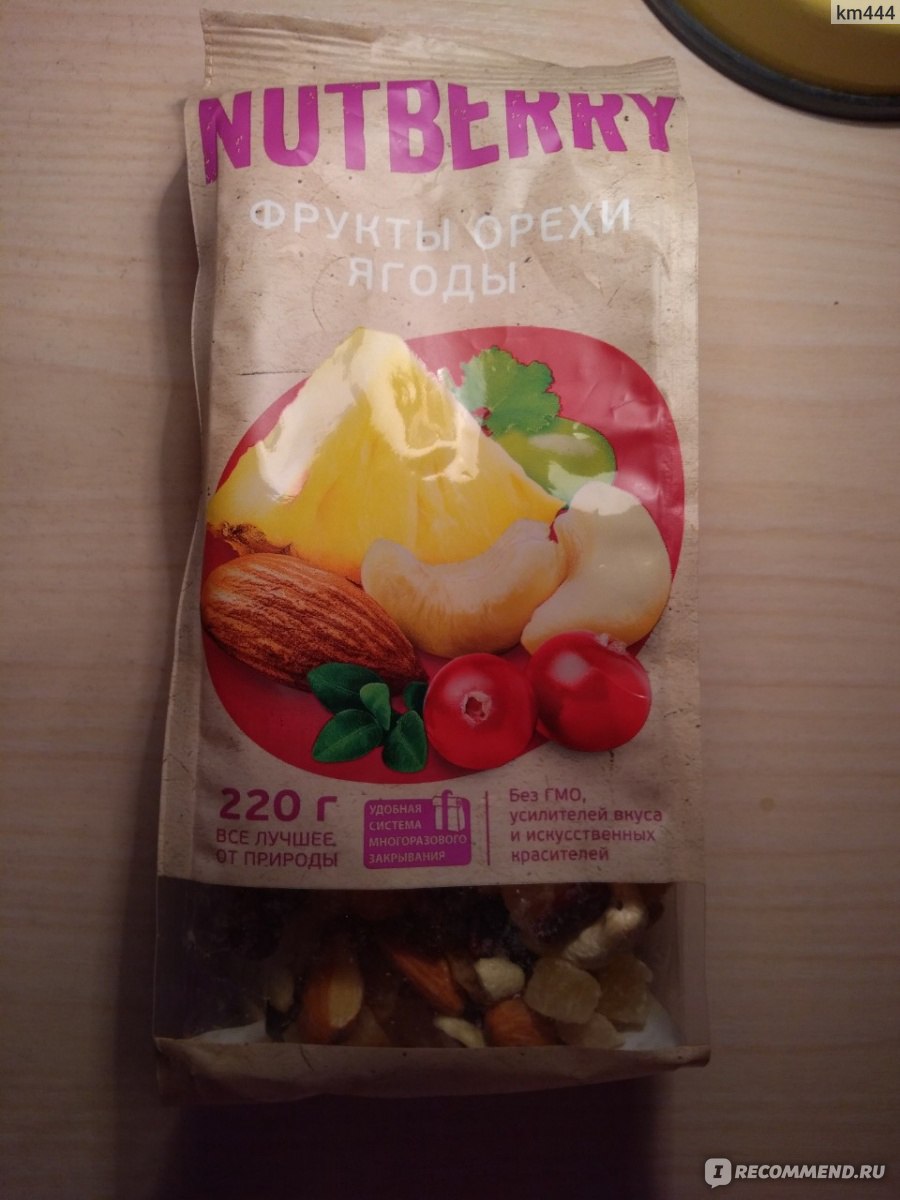 km444
NUTBERRY
ФРУКТЫ ОРЕХИ
ЯГОДЫ
220 г
ВСЕ ЛУЧШЕЕ
ОТ ПРИРОДЫ
УДОБНАЯ
СИСТЕМА
МНОГОРАЗОВОГО
ЗАКРЫВАНИЯ
Без ГМО,
усилителей вкуса
и искусственных
красителей
I RECOMMEND.RU